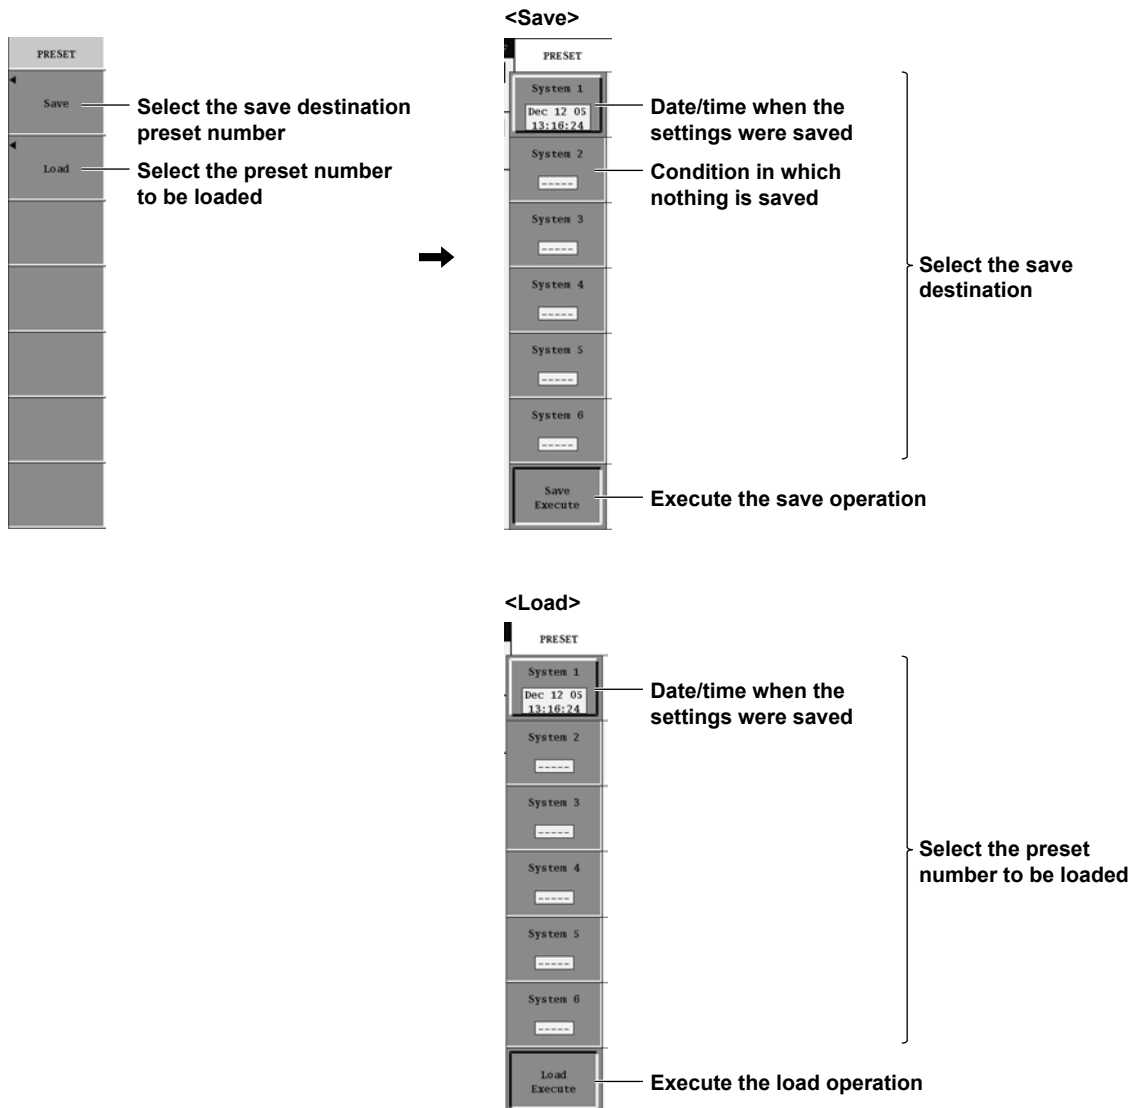 PRESET
Save
Load
Select the save destination
preset number
Select the preset number
to be loaded
<Save>
PRESET
System 1
Dec 12 05
13:16:24
System 2
-----
System 3
-----
System 4
-----
System 5
-----
System 6
-----
Save
Execute
Date/time when the
settings were saved
Condition in which
nothing is saved
Select the save
destination
Execute the save operation
<Load>
PRESET
System 1
Dec 12 05
13:16:24
System 2
-----
System 3
-----
System 4
-----
System 5
-----
System 6
-----
Load
Execute
Date/time when the
settings were saved
Select the preset
number to be loaded
Execute the load operation